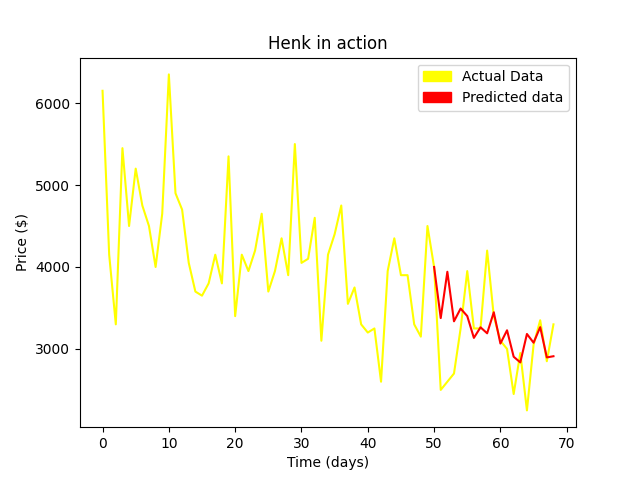 Henk in action
Actual Data
Predicted data
Price ($)
6000
5000
4000
3000
0 10 20 30 40 50 60 70
Time (days)